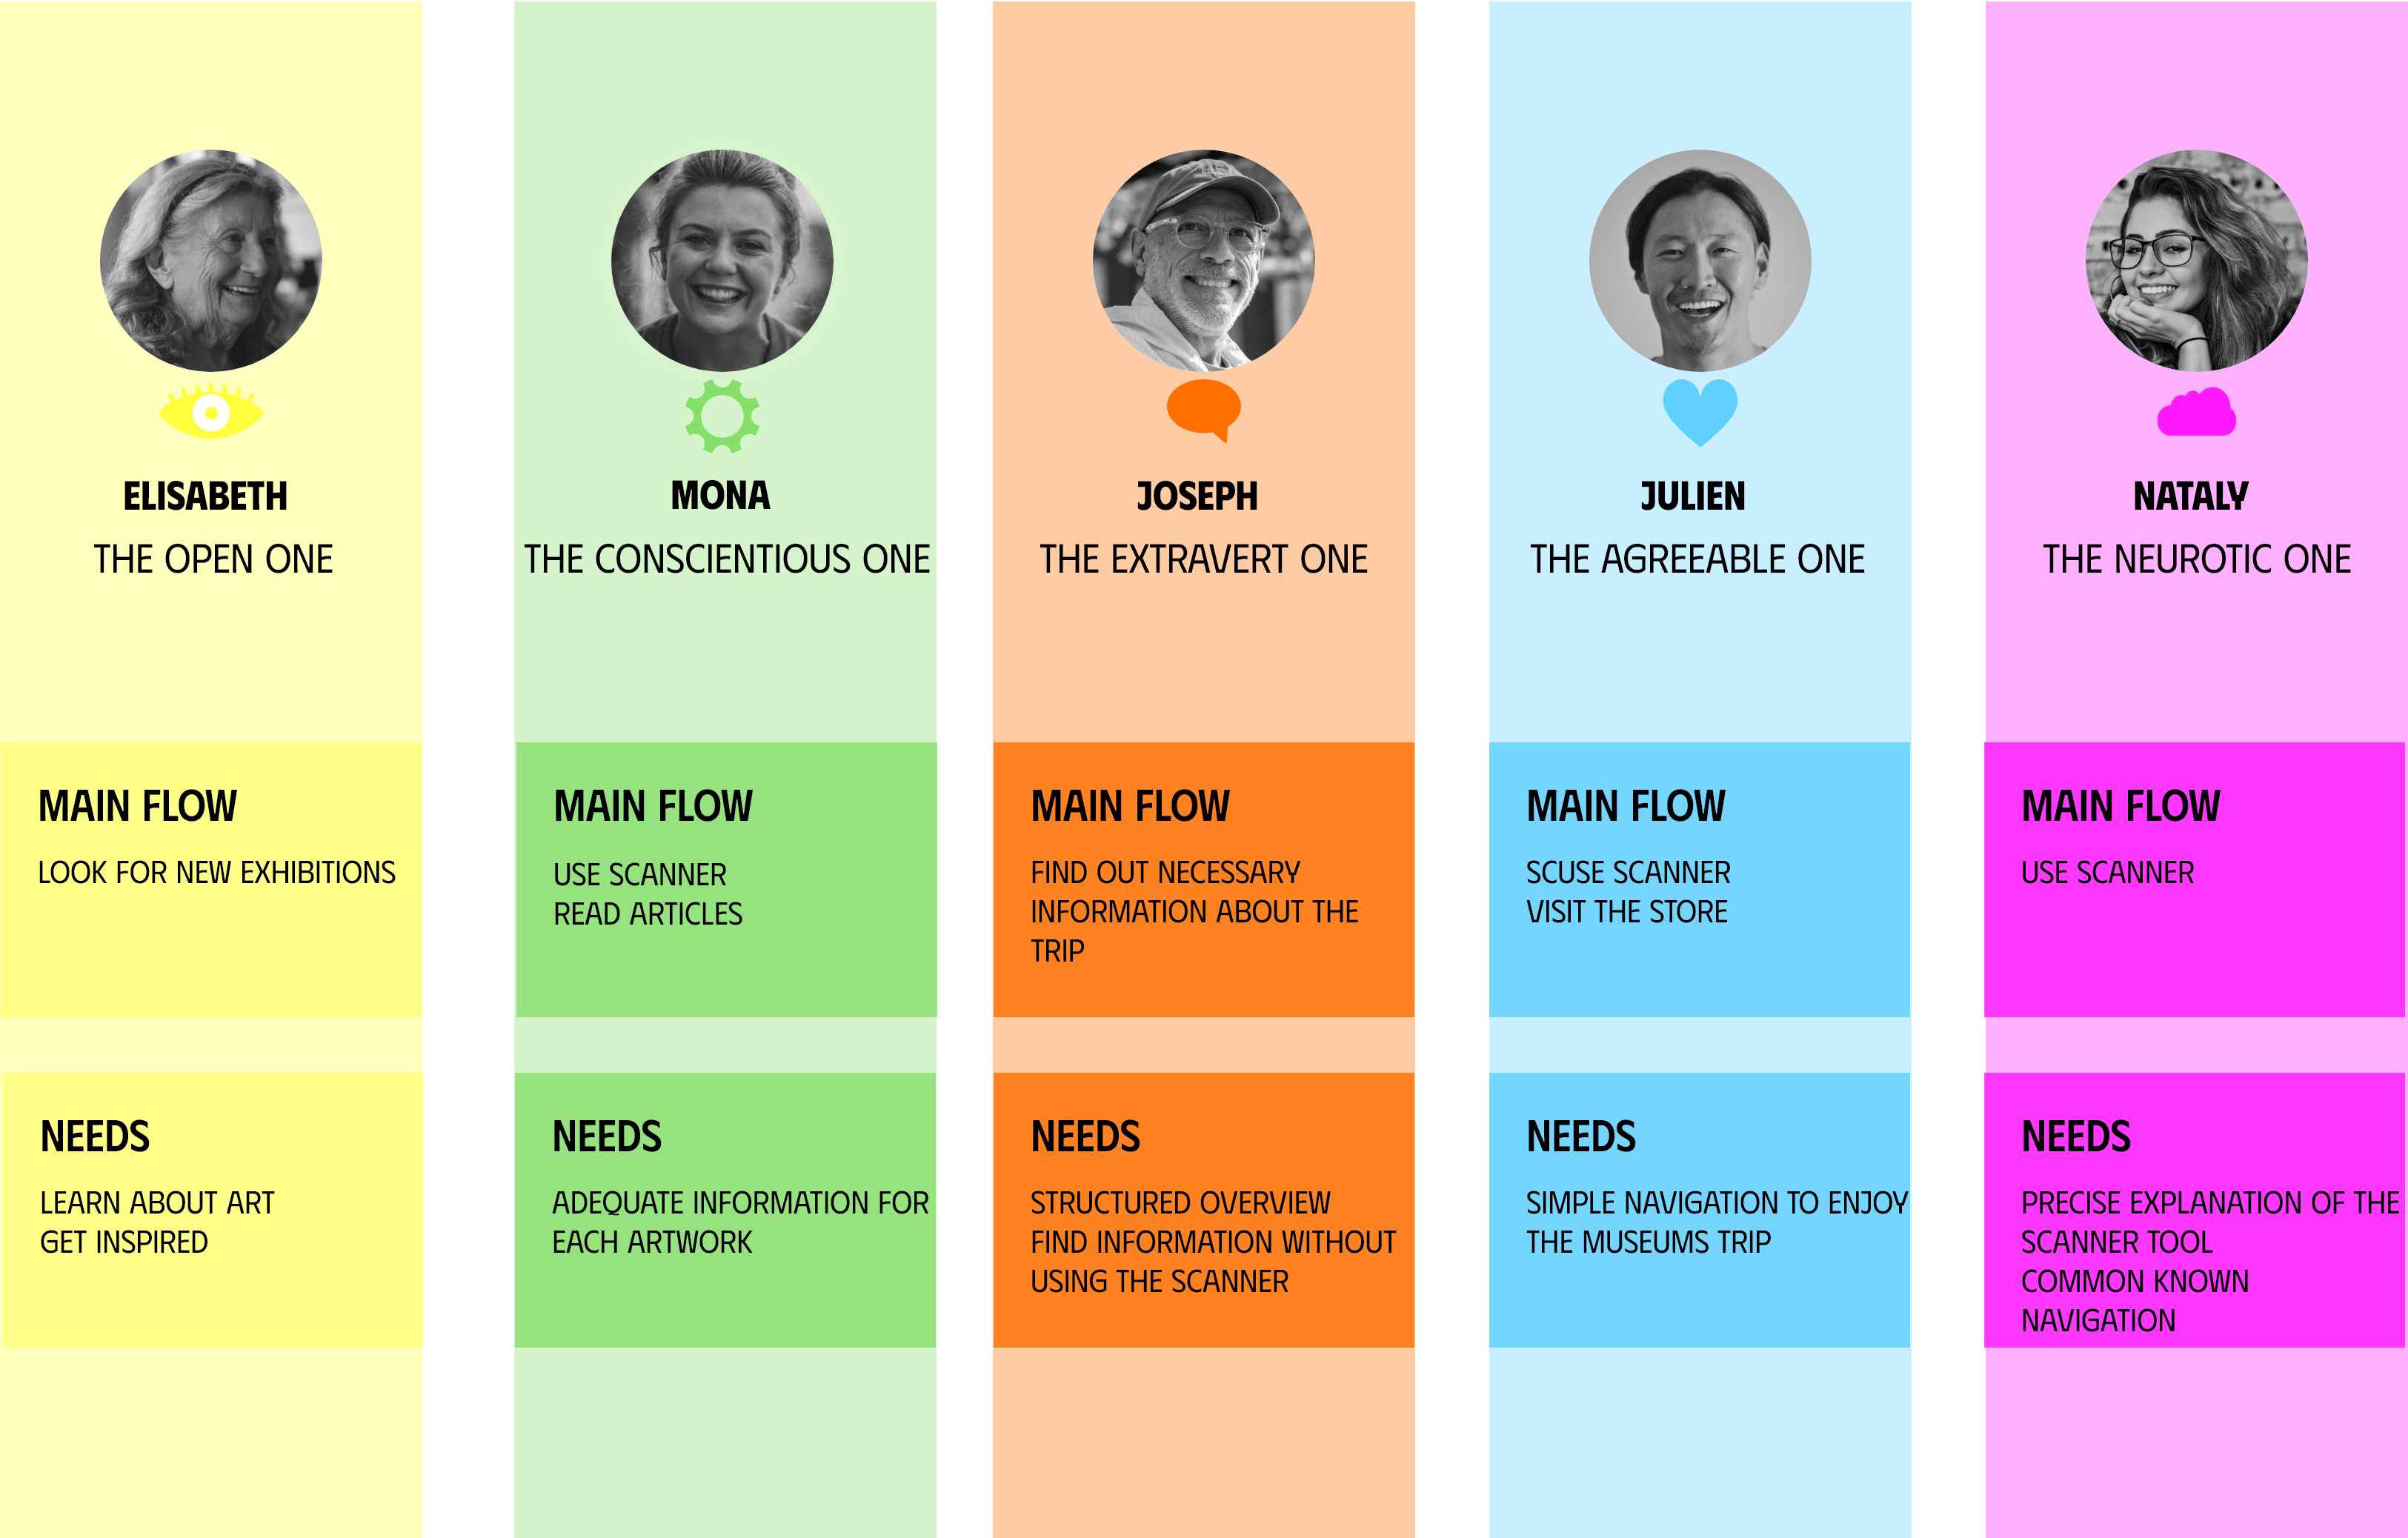 ELISABETH
THE OPEN ONE
MAIN FLOW
LOOK FOR NEW EXHIBITIONS
NEEDS
LEARN ABOUT ART
GET INSPIRED
MONA
THE CONSCIENTIOUS ONE
MAIN FLOW
USE SCANNER
READ ARTICLES
NEEDS
ADEQUATE INFORMATION FOR
EACH ARTWORK
JOSEPH
THE EXTRAVERT ONE
MAIN FLOW
FIND OUT NECESSARY
INFORMATION ABOUT THE
TRIP
NEEDS
STRUCTURED OVERVIEW
FIND INFORMATION WITHOUT
USING THE SCANNER
JULIEN
THE AGREEABLE ONE
MAIN FLOW
SCUSE SCANNER
VISIT THE STORE
NEEDS
SIMPLE NAVIGATION TO ENJOY
THE MUSEUMS TRIP
NATALY
THE NEUROTIC ONE
MAIN FLOW
USE SCANNER
NEEDS
PRECISE EXPLANATION OF THE
SCANNER TOOL
COMMON KNOWN
NAVIGATION